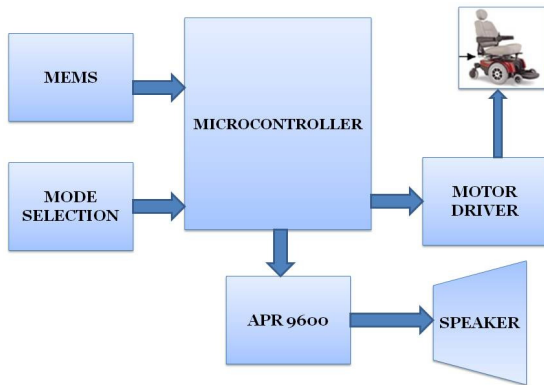 MEMS
MICROCONTROLLER
MODE
SELECTION
MOTOR
DRIVER
APR 9600
SPEAKER